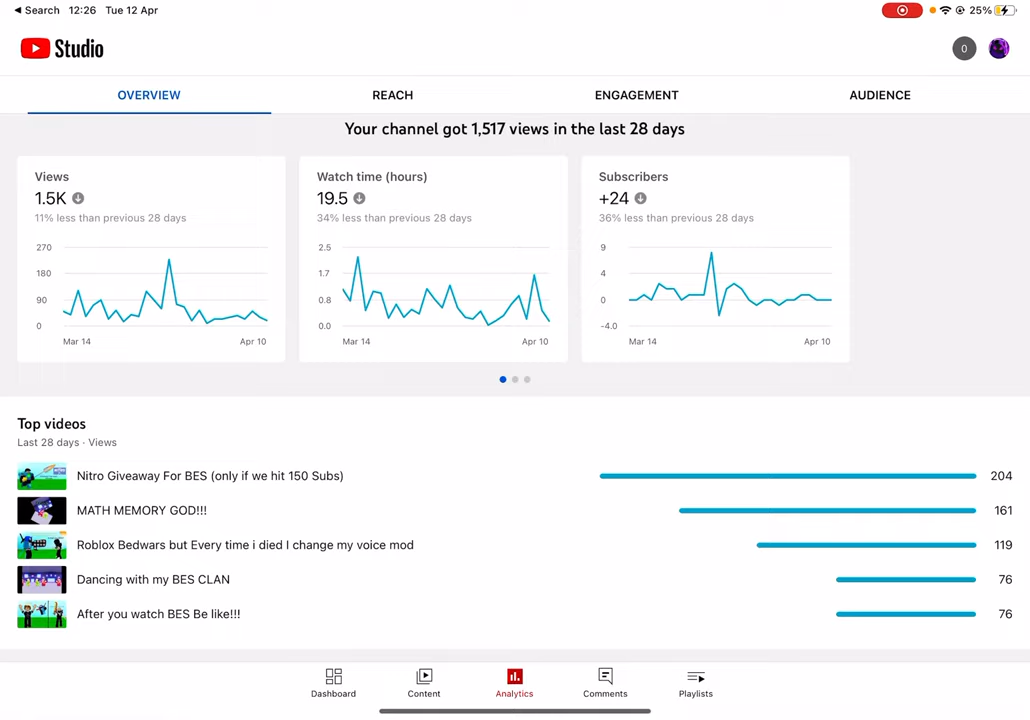 ◀ Search 12:26 Tue 12 Apr 25%
Studio 0
OVERVIEW REACH ENGAGEMENT AUDIENCE
Your channel got 1,517 views in the last 28 days
Views
1.5K
11% less than previous 28 days
270
180
90
0
Mar 14 Apr 10
Watch time (hours)
19.5
34% less than previous 28 days
2.5
1.7
0.8
0.0
Mar 14 Apr 10
Subscribers
+24
36% less than previous 28 days
9
4
0
-4.0
Mar 14 Apr 10
Top videos
Last 28 days · Views
Nitro Giveaway For BES (only if we hit 150 Subs) 204
MATH MEMORY GOD!!! 161
Roblox Bedwars but Every time i died I change my voice mod 119
Dancing with my BES CLAN 76
After you watch BES Be like!!! 76
Dashboard Content Analytics Comments Playlists